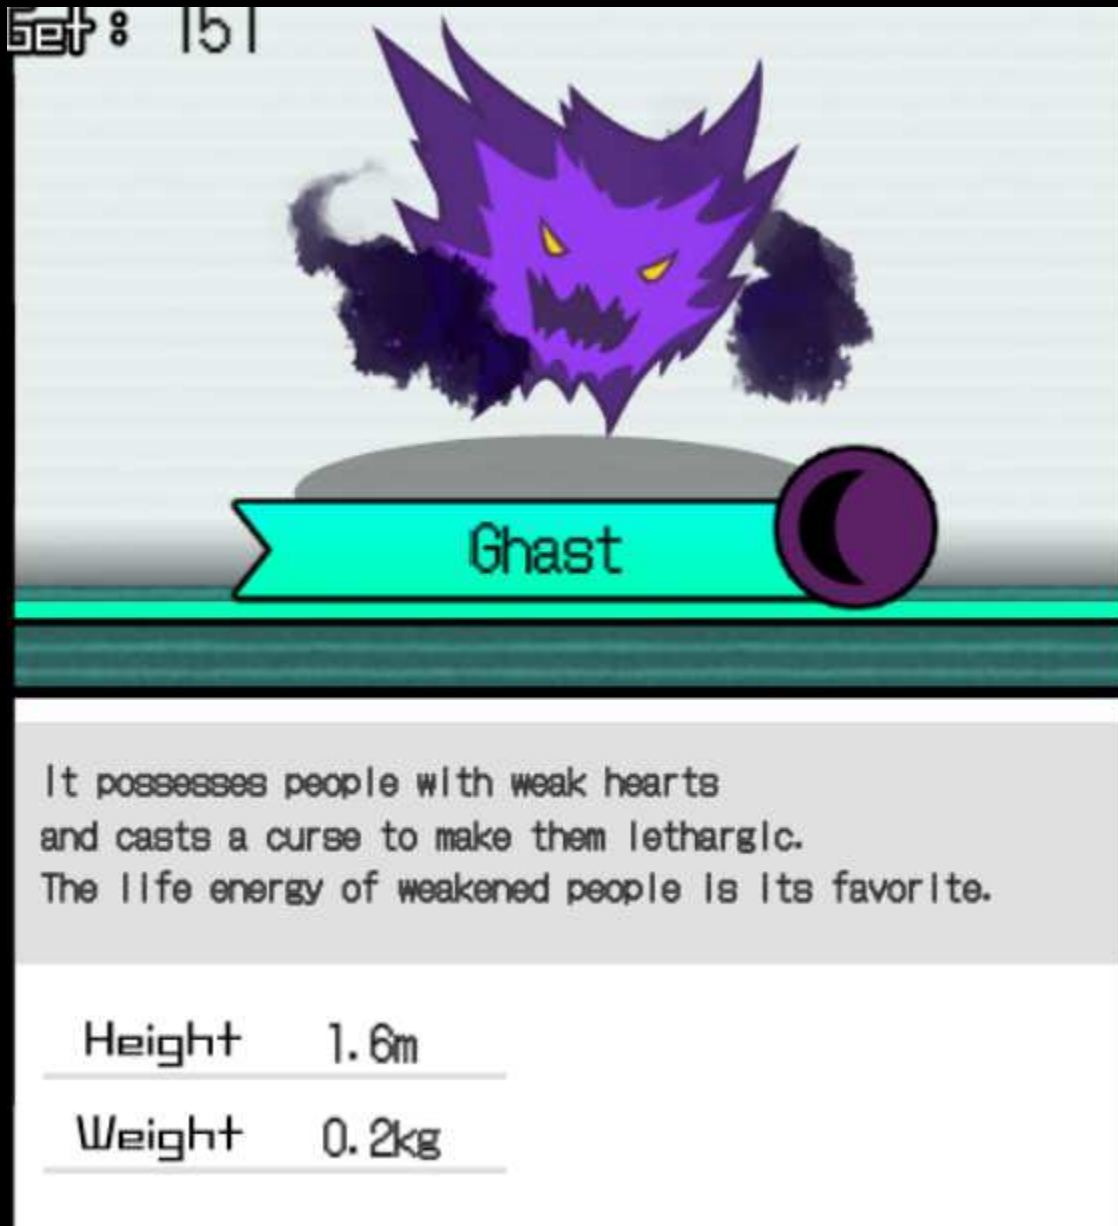 Get: 151
Ghast
It possesses people with weak hearts
and casts a curse to make them lethargic.
The life energy of weakened people is its favorite.
Height 1.6m
Weight 0.2kg